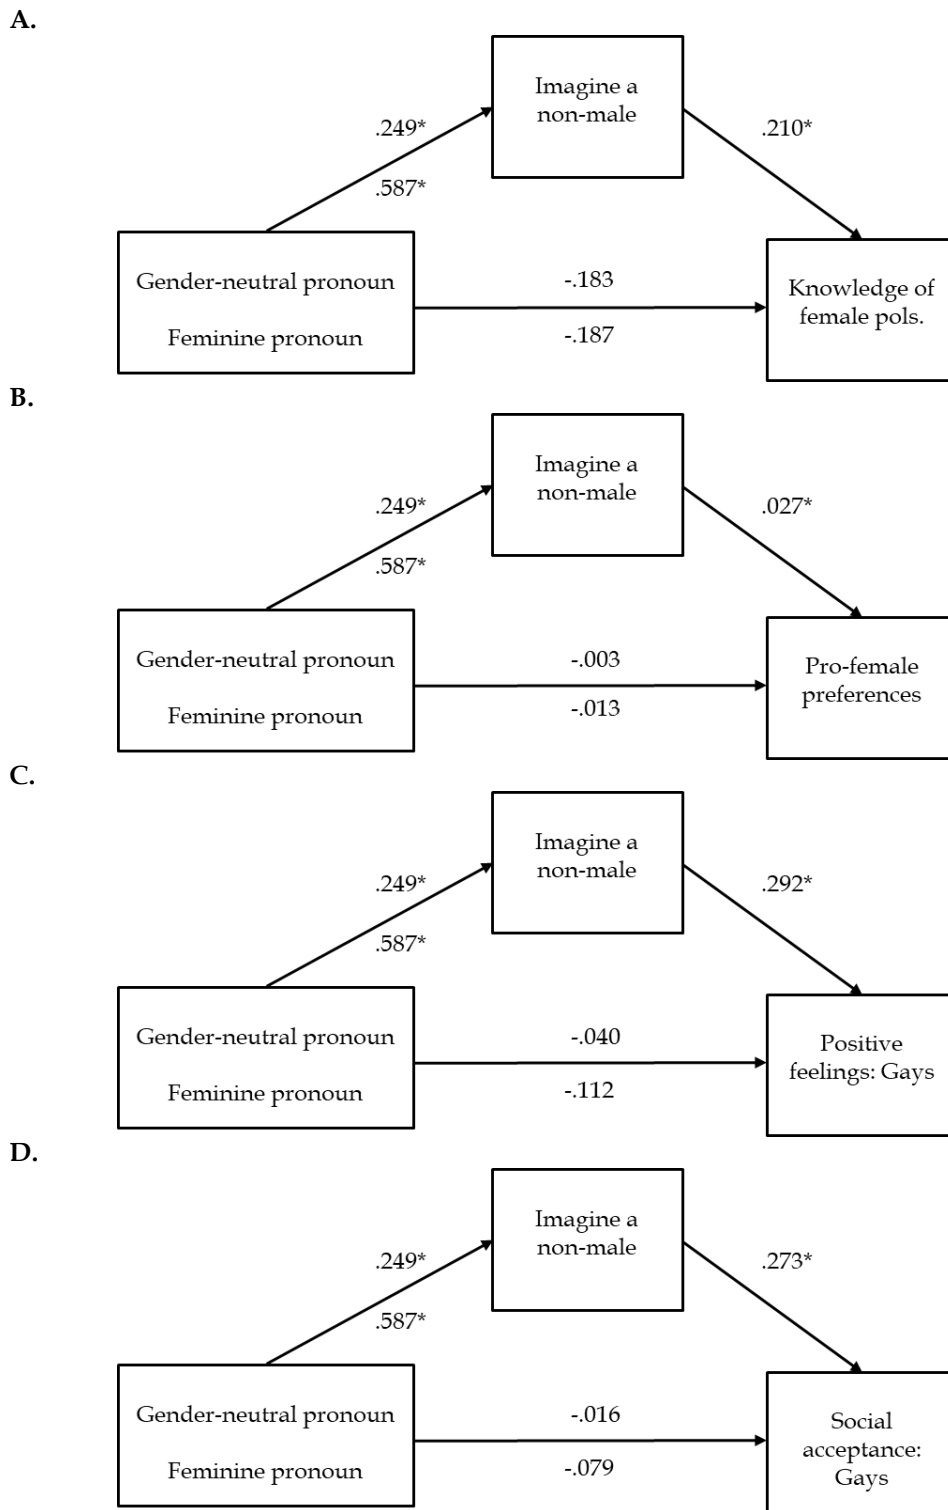 A.
Imagine a
non-male
.249*
.210*
.587*
Gender-neutral pronoun
Feminine pronoun
-.183
-.187
Knowledge of
female pols.
B.
Imagine a
non-male
.249*
.027*
.587*
Gender-neutral pronoun
Feminine pronoun
-.003
-.013
Pro-female
preferences
C.
Imagine a
non-male
.249*
.292*
.587*
Gender-neutral pronoun
Feminine pronoun
-.040
-.112
Positive
feelings: Gays
D.
Imagine a
non-male
.249*
.273*
.587*
Gender-neutral pronoun
Feminine pronoun
-.016
-.079
Social
acceptance:
Gays